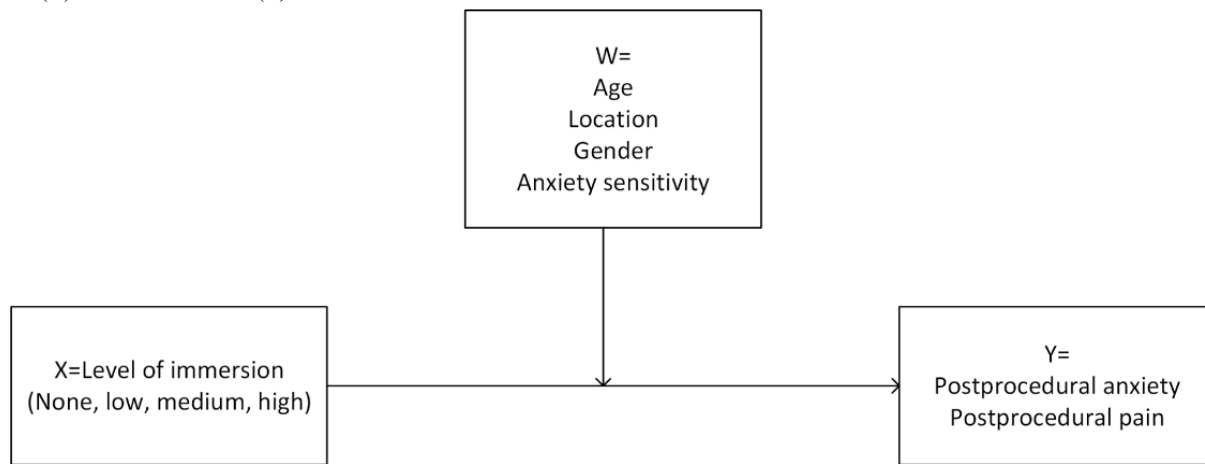 W=
Age
Location
Gender
Anxiety sensitivity
X=Level of immersion
(None, low, medium, high)
Y=
Postprocedural anxiety
Postprocedural pain